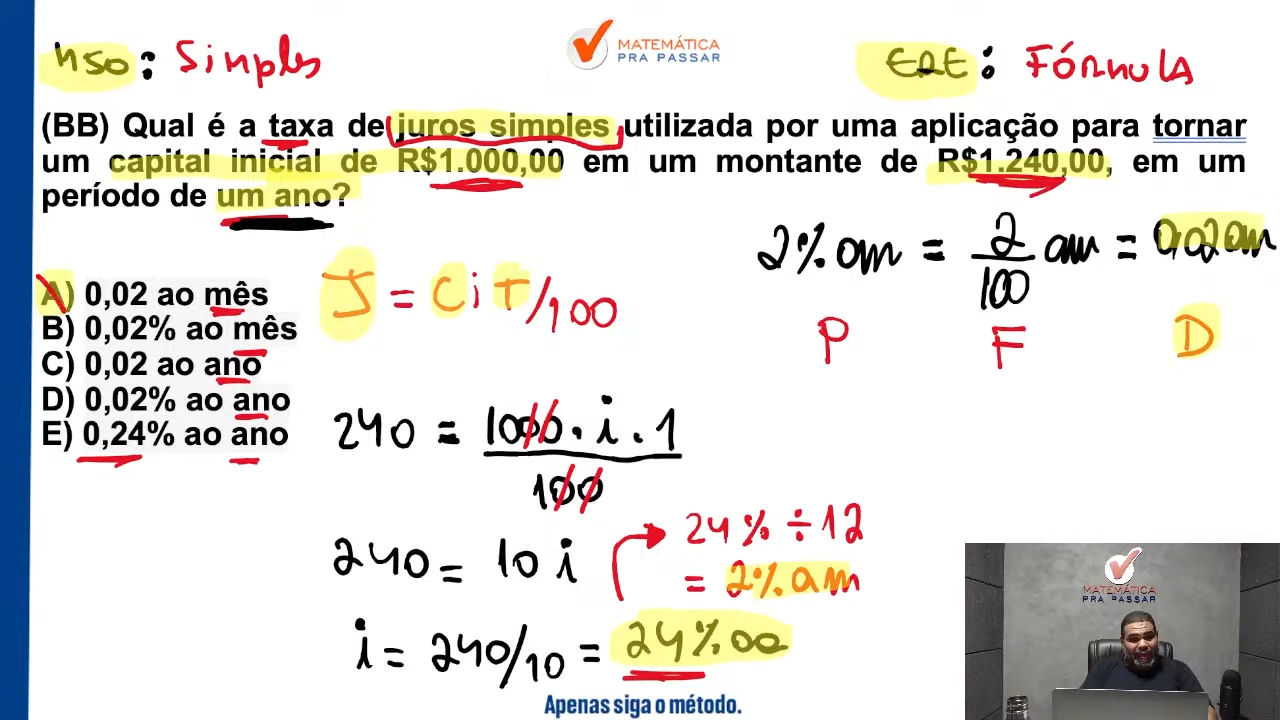 USO: Simples
MATEMÁTICA
PRA PASSAR
: FÓRMULA
(BB) Qual é a taxa de juros simples utilizada por uma aplicação para tornar
um capital inicial de R$1.000,00 em um montante de R$1.240,00, em um
período de um ano?
2% am = 2/100 am = 0,02 am
P F D
A) 0,02 ao mês
B) 0,02% ao mês
C) 0,02 ao ano
D) 0,02% ao ano
E) 0,24% ao ano
J = CiT/100
240 = 1000 . i . 1
100
240 = 10 i
24% ÷ 12
= 2% am
i = 240/10 = 24% aa
Apenas siga o método.
MATEMÁTICA
PRA PASSAR